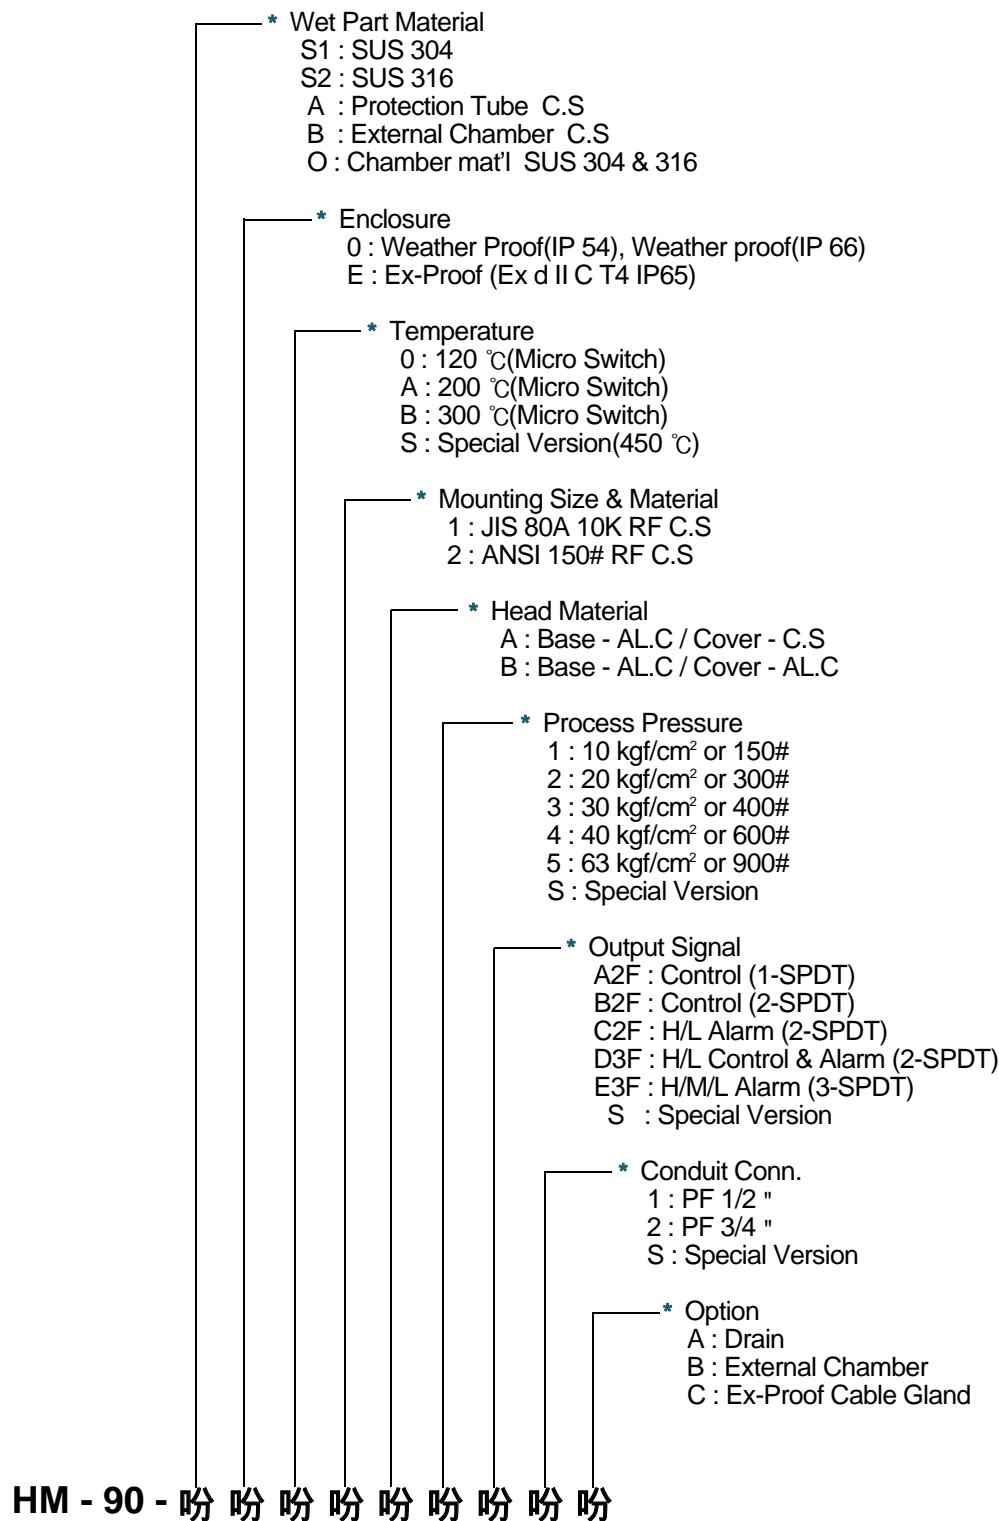 * Wet Part Material
S1 : SUS 304
S2 : SUS 316
A : Protection Tube C.S
B : External Chamber C.S
O : Chamber mat'l SUS 304 & 316
* Enclosure
0 : Weather Proof(IP 54), Weather proof(IP 66)
E : Ex-Proof (Ex d II C T4 IP65)
* Temperature
0 : 120 ℃(Micro Switch)
A : 200 ℃(Micro Switch)
B : 300 ℃(Micro Switch)
S : Special Version(450 ℃)
* Mounting Size & Material
1 : JIS 80A 10K RF C.S
2 : ANSI 150# RF C.S
* Head Material
A : Base - AL.C / Cover - C.S
B : Base - AL.C / Cover - AL.C
* Process Pressure
1 : 10 kgf/cm² or 150#
2 : 20 kgf/cm² or 300#
3 : 30 kgf/cm² or 400#
4 : 40 kgf/cm² or 600#
5 : 63 kgf/cm² or 900#
S : Special Version
* Output Signal
A2F : Control (1-SPDT)
B2F : Control (2-SPDT)
C2F : H/L Alarm (2-SPDT)
D3F : H/L Control & Alarm (2-SPDT)
E3F : H/M/L Alarm (3-SPDT)
S : Special Version
* Conduit Conn.
1 : PF 1/2 "
2 : PF 3/4 "
S : Special Version
* Option
A : Drain
B : External Chamber
C : Ex-Proof Cable Gland
HM - 90 - 吩 吩 吩 吩 吩 吩 吩 吩 吩